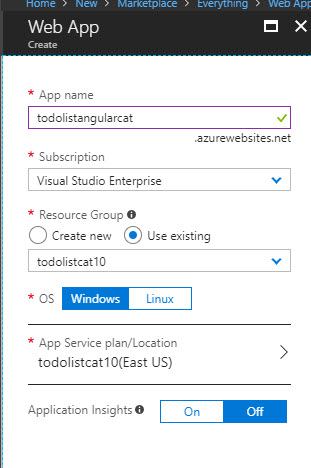 Home > New > Marketplace > Everything > Web App
Web App
Create
* App name
todolistangularcat
.azurewebsites.net
* Subscription
Visual Studio Enterprise
* Resource Group
Create new Use existing
todolistcat10
* OS Windows Linux
* App Service plan/Location
todolistcat10(East US)
Application Insights On Off